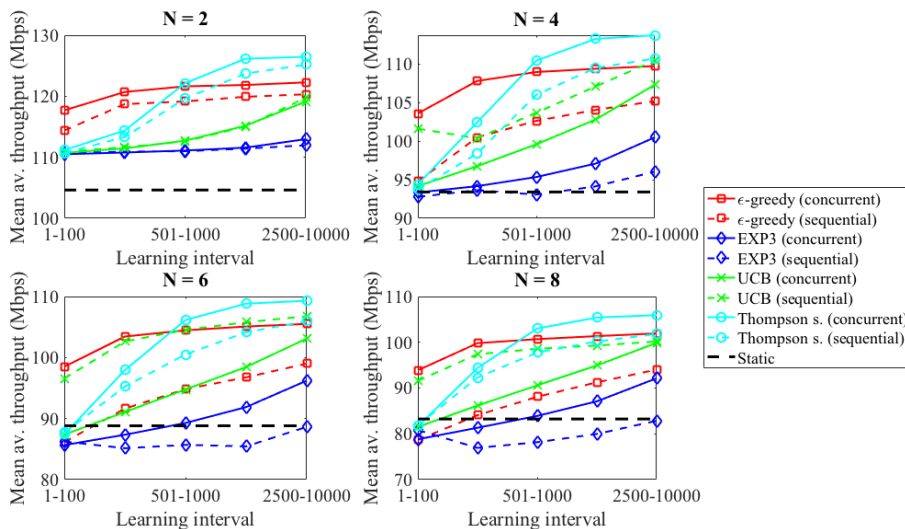 N = 2
Mean av. throughput (Mbps)
130
120
110
100
1-100
501-1000
2500-10000
Learning interval
N = 4
Mean av. throughput (Mbps)
110
105
100
95
90
1-100
501-1000
2500-10000
Learning interval
N = 6
Mean av. throughput (Mbps)
110
100
90
80
1-100
501-1000
2500-10000
Learning interval
N = 8
Mean av. throughput (Mbps)
110
100
90
80
70
1-100
501-1000
2500-10000
Learning interval
ϵ-greedy (concurrent)
ϵ-greedy (sequential)
EXP3 (concurrent)
EXP3 (sequential)
UCB (concurrent)
UCB (sequential)
Thompson s. (concurrent)
Thompson s. (sequential)
Static